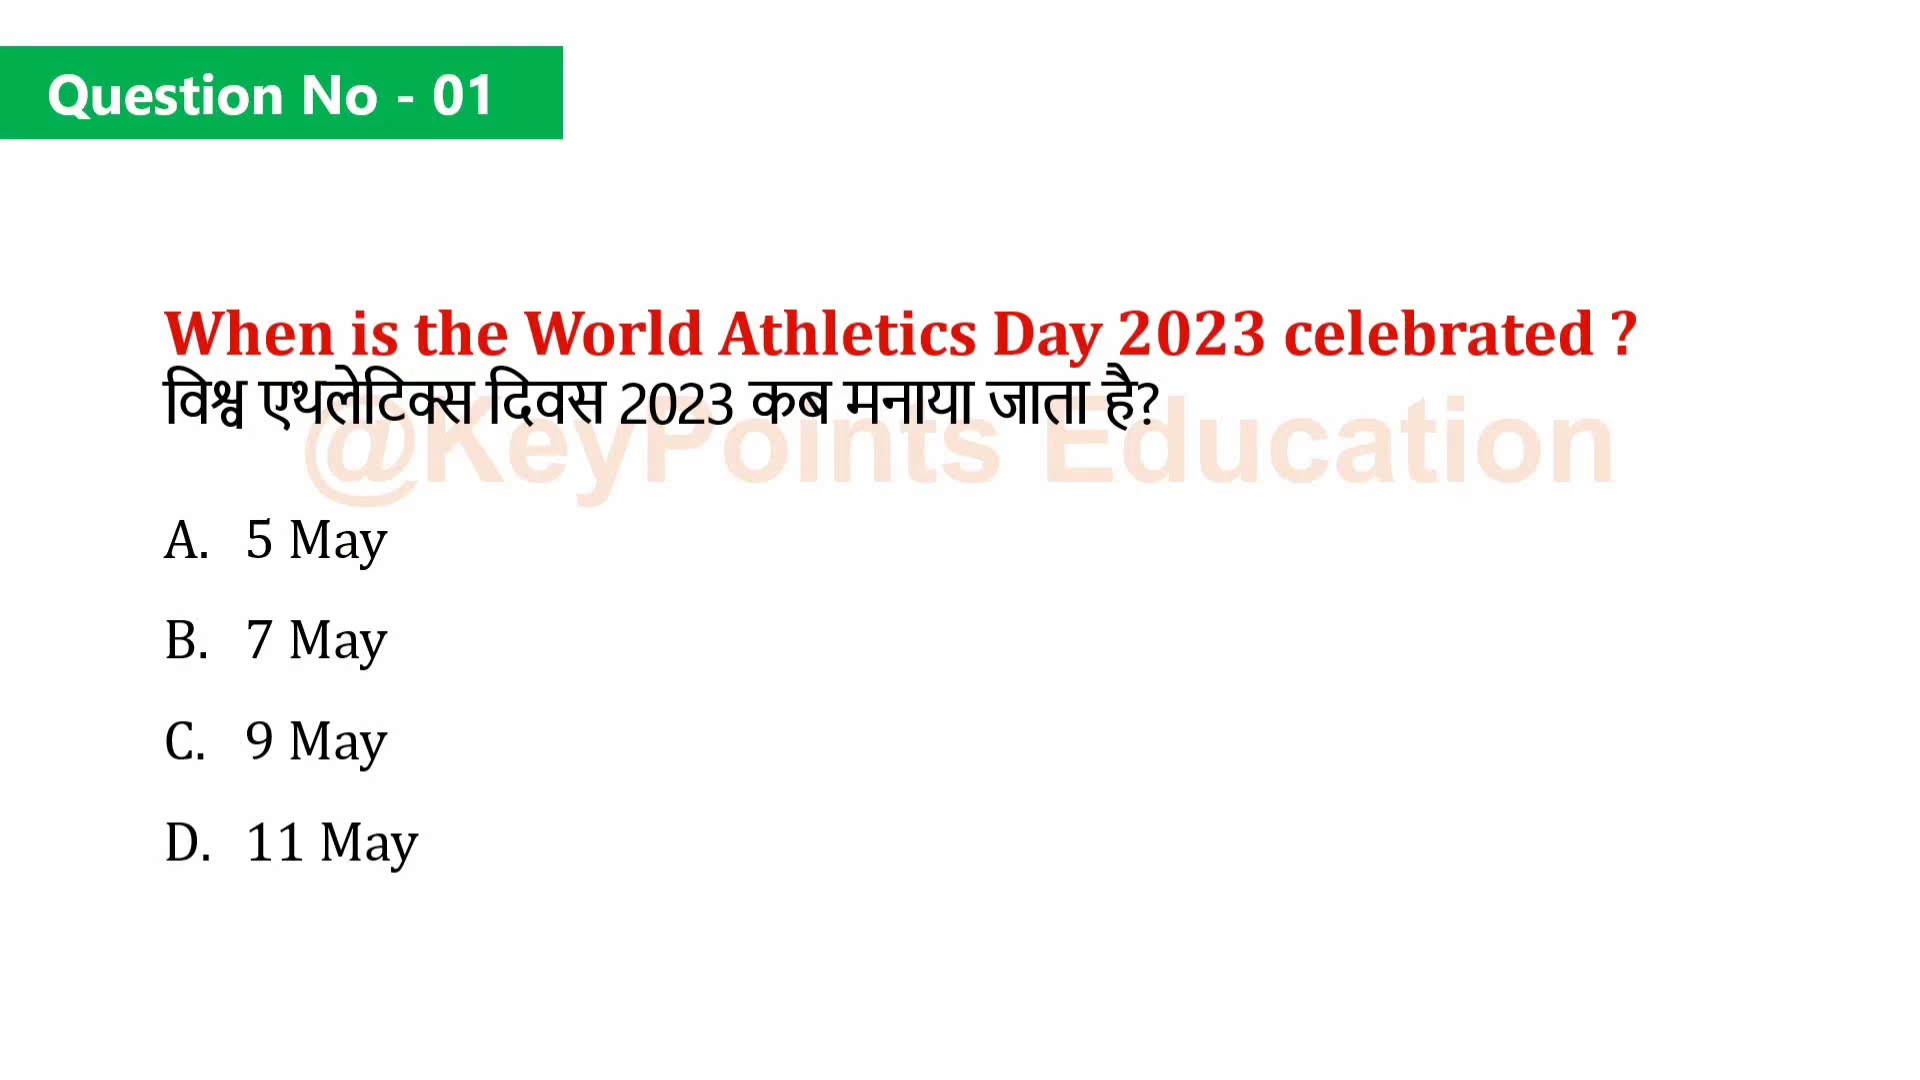 Question No - 01
When is the World Athletics Day 2023 celebrated ?
विश्व एथलेटिक्स दिवस 2023 कब मनाया जाता है?
@KeyPoints Education
A. 5 May
B. 7 May
C. 9 May
D. 11 May